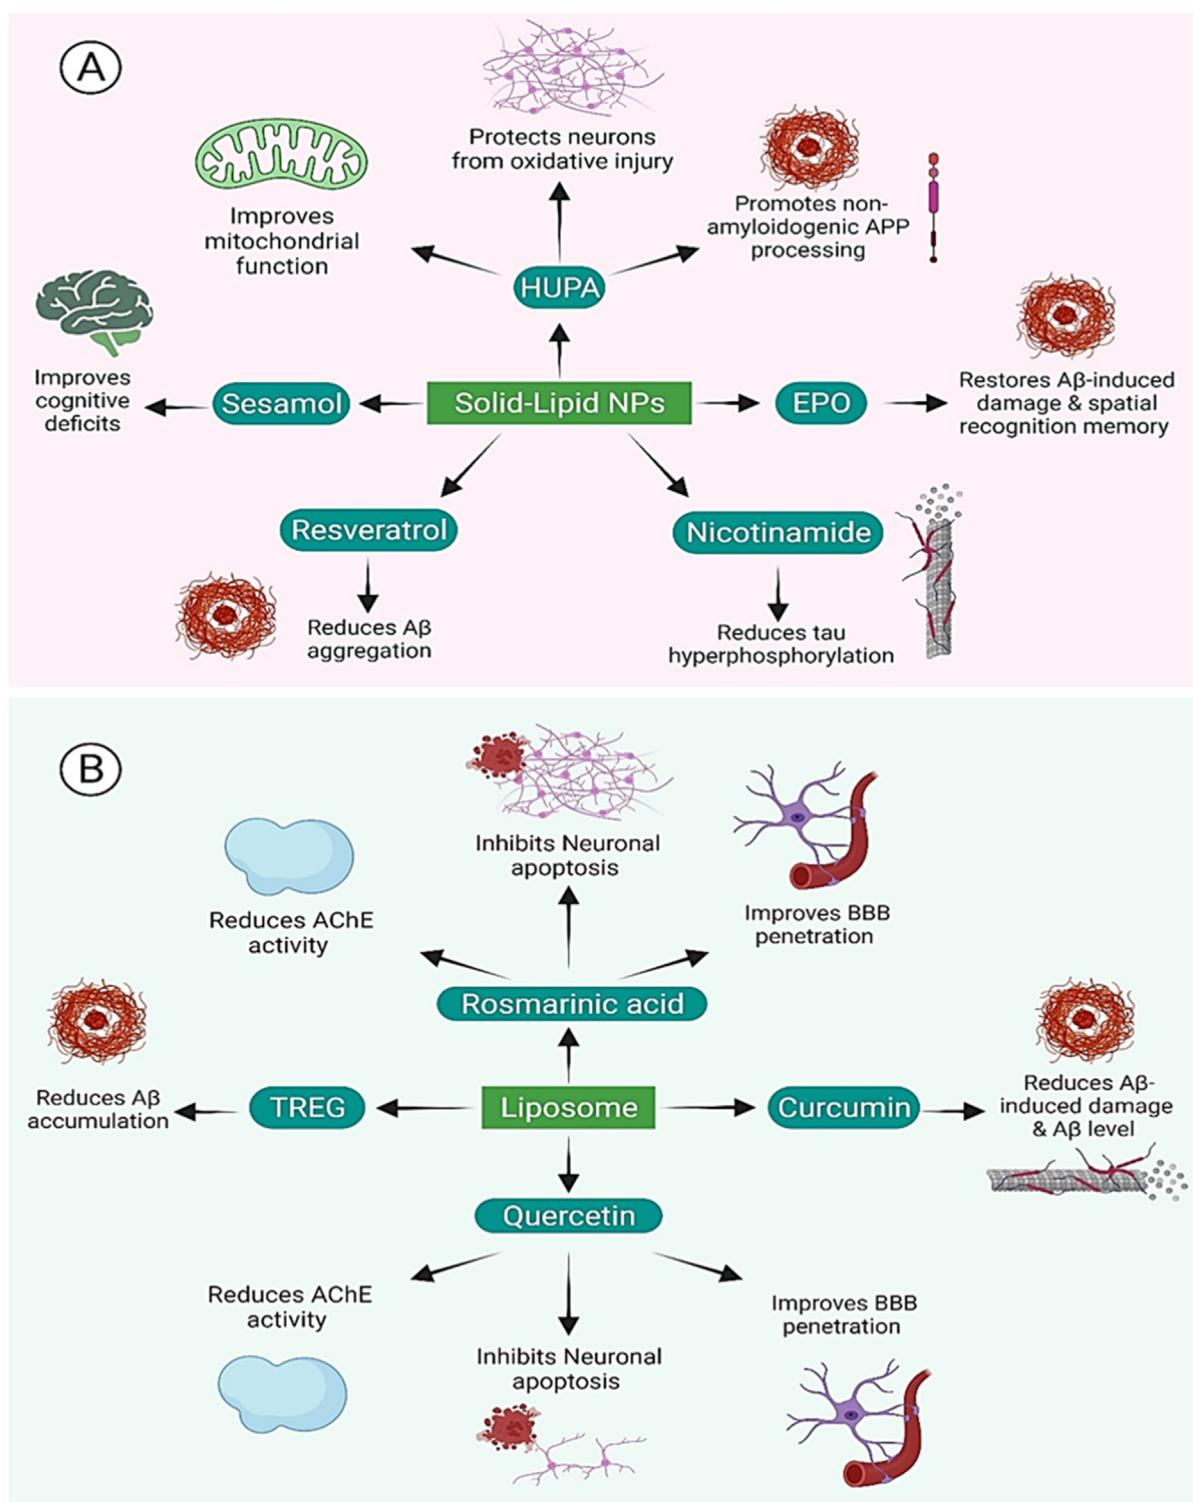 A
Protects neurons
from oxidative injury
Improves
mitochondrial
function
Promotes non-
amyloidogenic APP
processing
HUPA
Improves
cognitive
deficits
Sesamol
Solid-Lipid NPs
EPO
Restores Aβ-induced
damage & spatial
recognition memory
Resveratrol
Nicotinamide
Reduces Aβ
aggregation
Reduces tau
hyperphosphorylation
B
Inhibits Neuronal
apoptosis
Reduces AChE
activity
Improves BBB
penetration
Rosmarinic acid
Reduces Aβ
accumulation
TREG
Liposome
Curcumin
Reduces Aβ-
induced damage
& Aβ level
Quercetin
Reduces AChE
activity
Improves BBB
penetration
Inhibits Neuronal
apoptosis